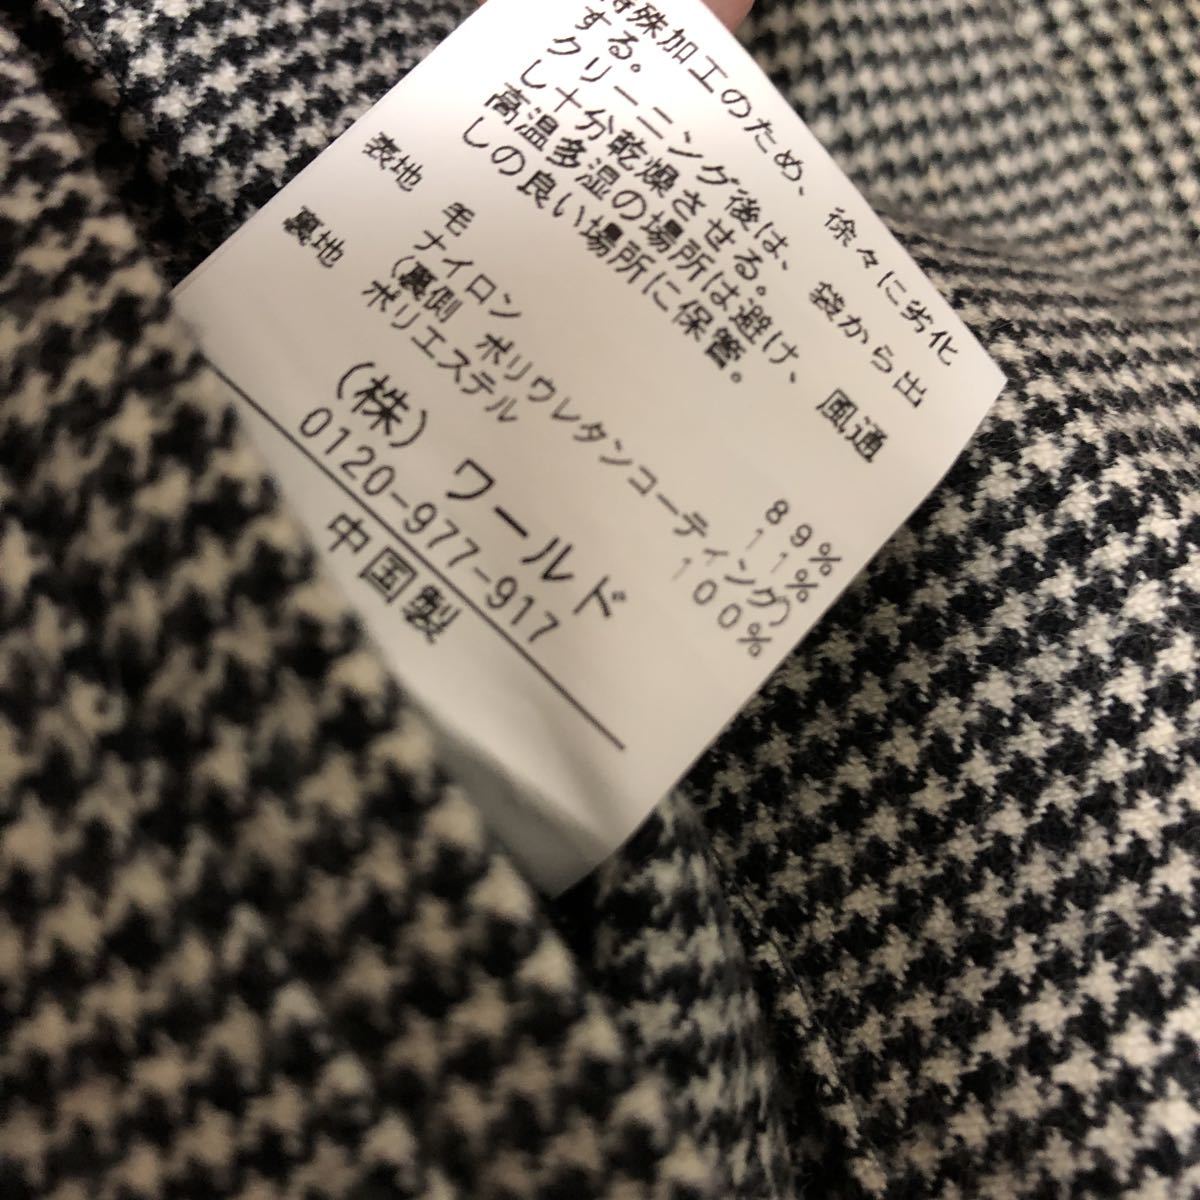 特殊加工のため、徐々に劣化
する。
クリーニング後は、袋から出
し十分乾燥させる。
高温多湿の場所は避け、風通
しの良い場所に保管。
表地 毛 89%
ナイロン 11%
(裏側 ポリウレタンコーティング)
裏地 ポリエステル 100%
(株) ワールド
0120-977-917
中国製